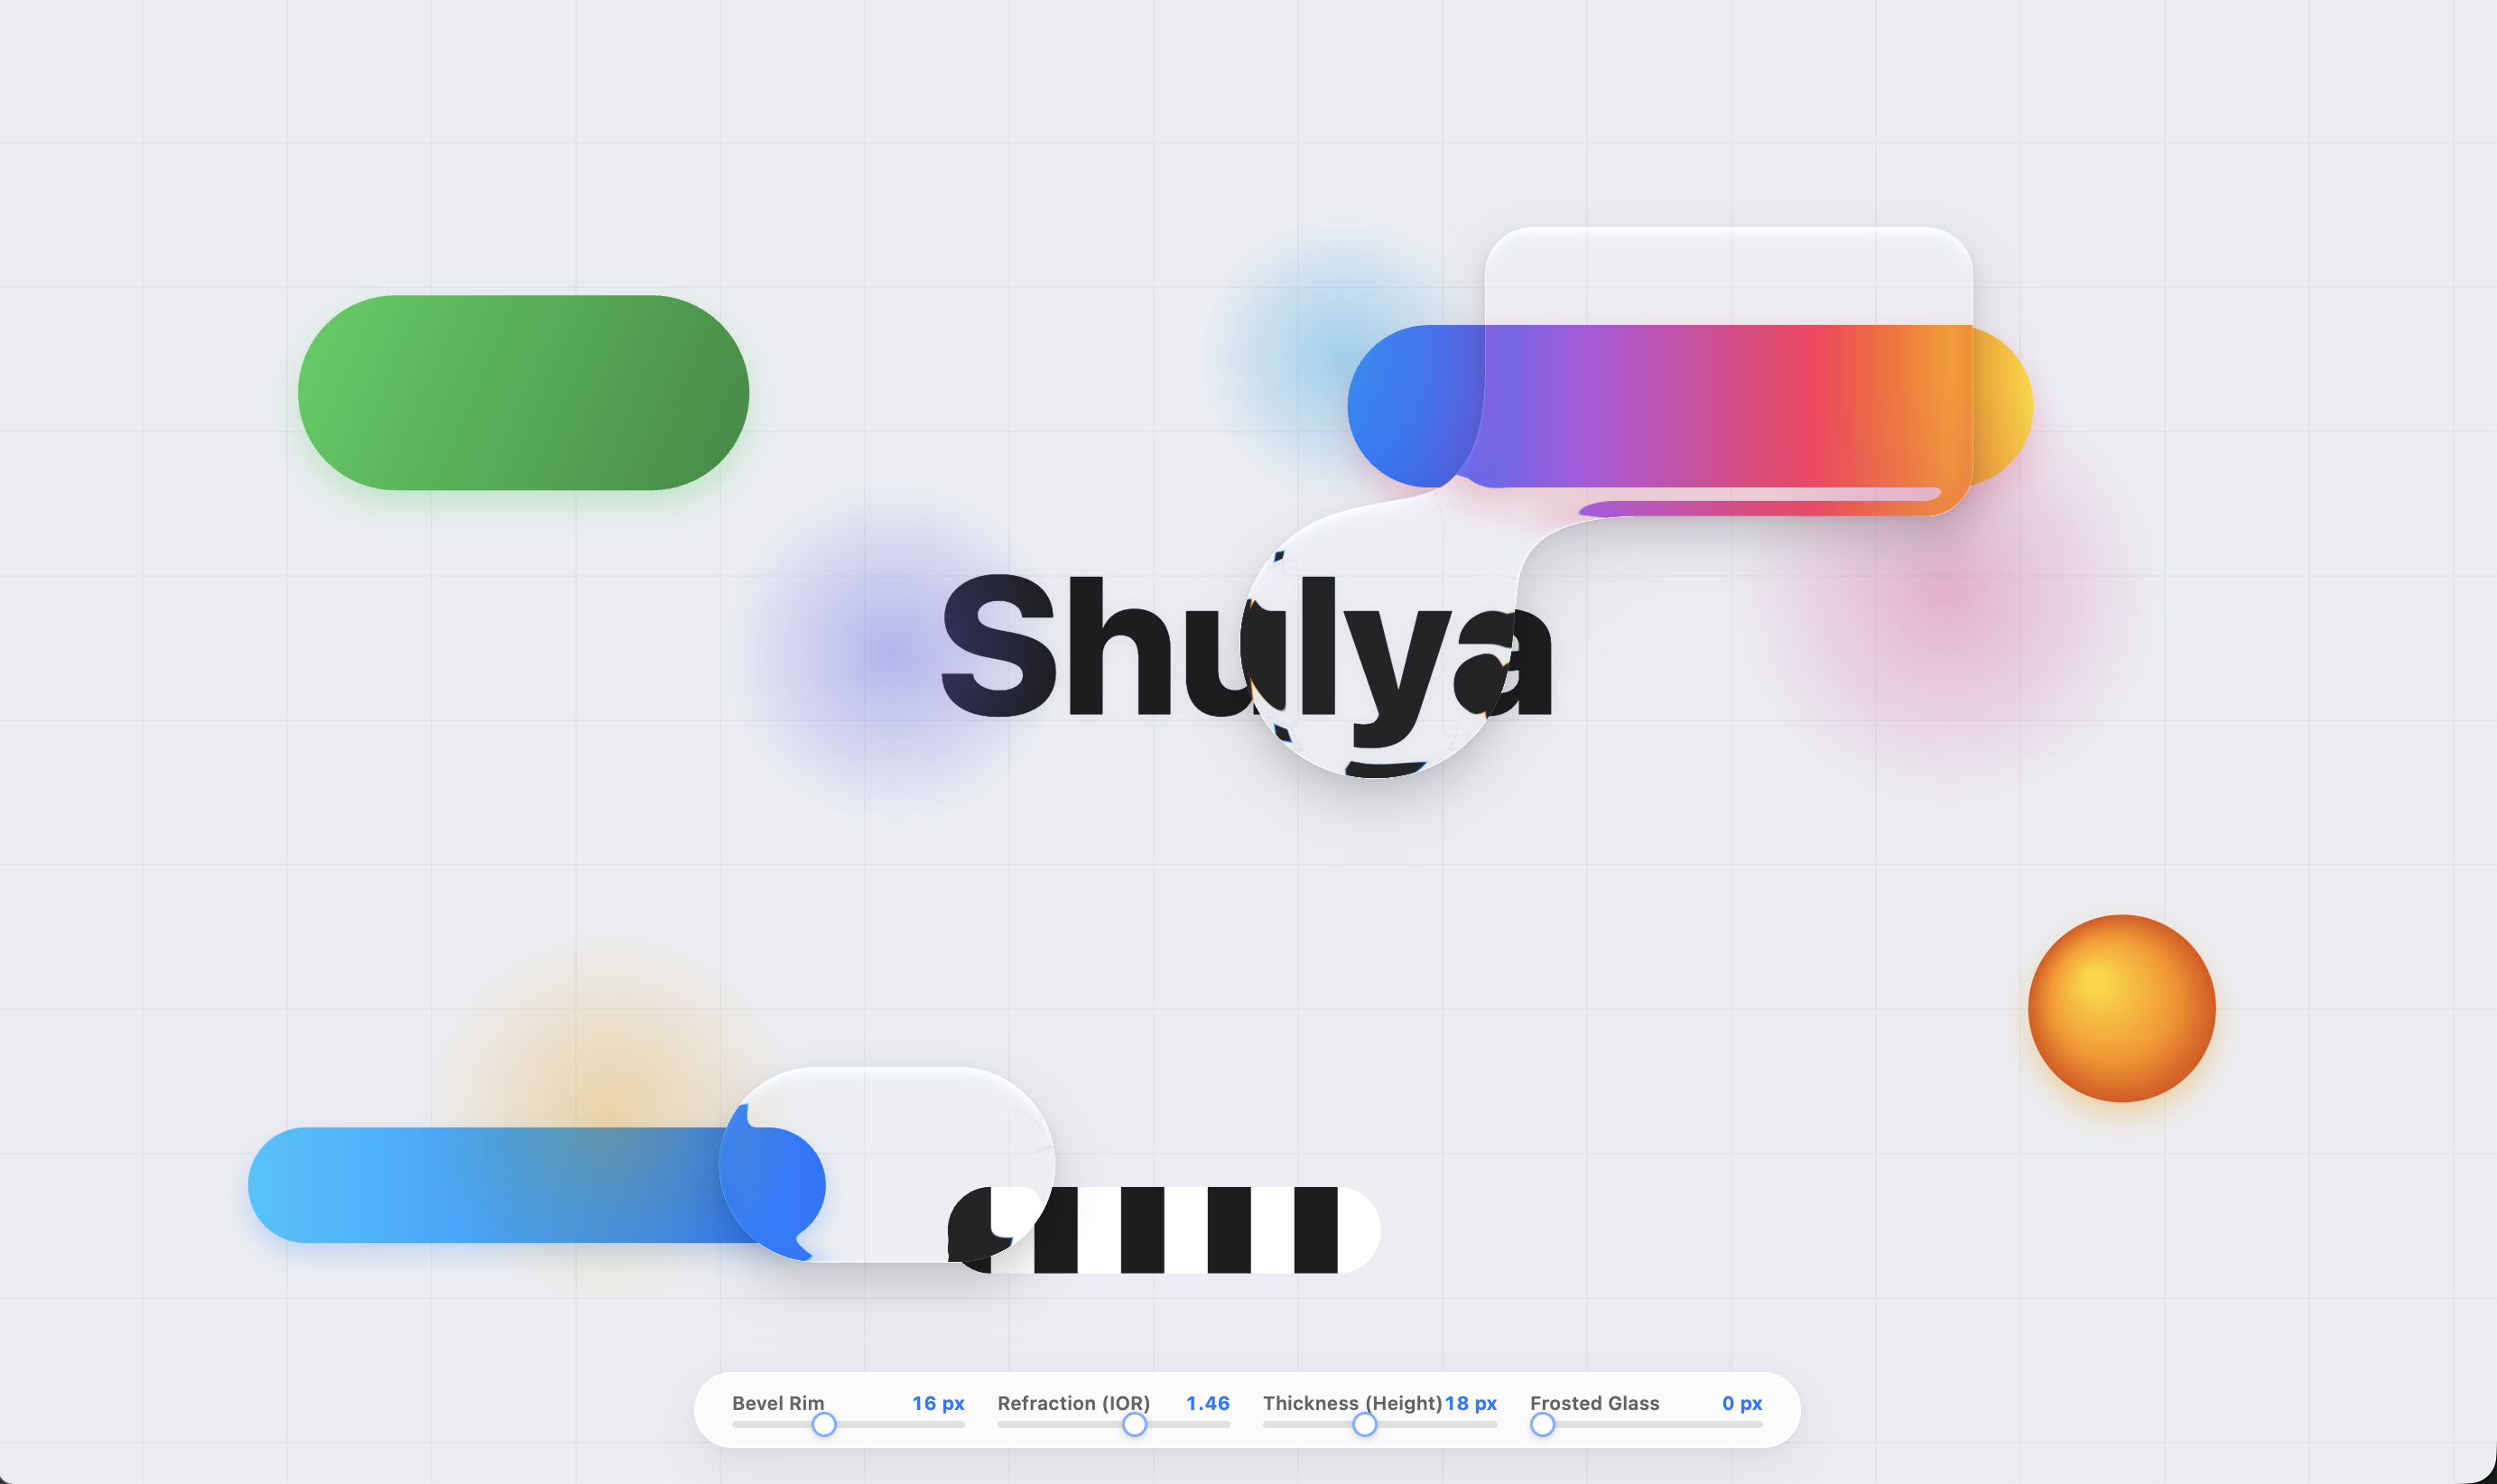 Shulya
Bevel Rim 16 px Refraction (IOR) 1.46 Thickness (Height) 18 px Frosted Glass 0 px